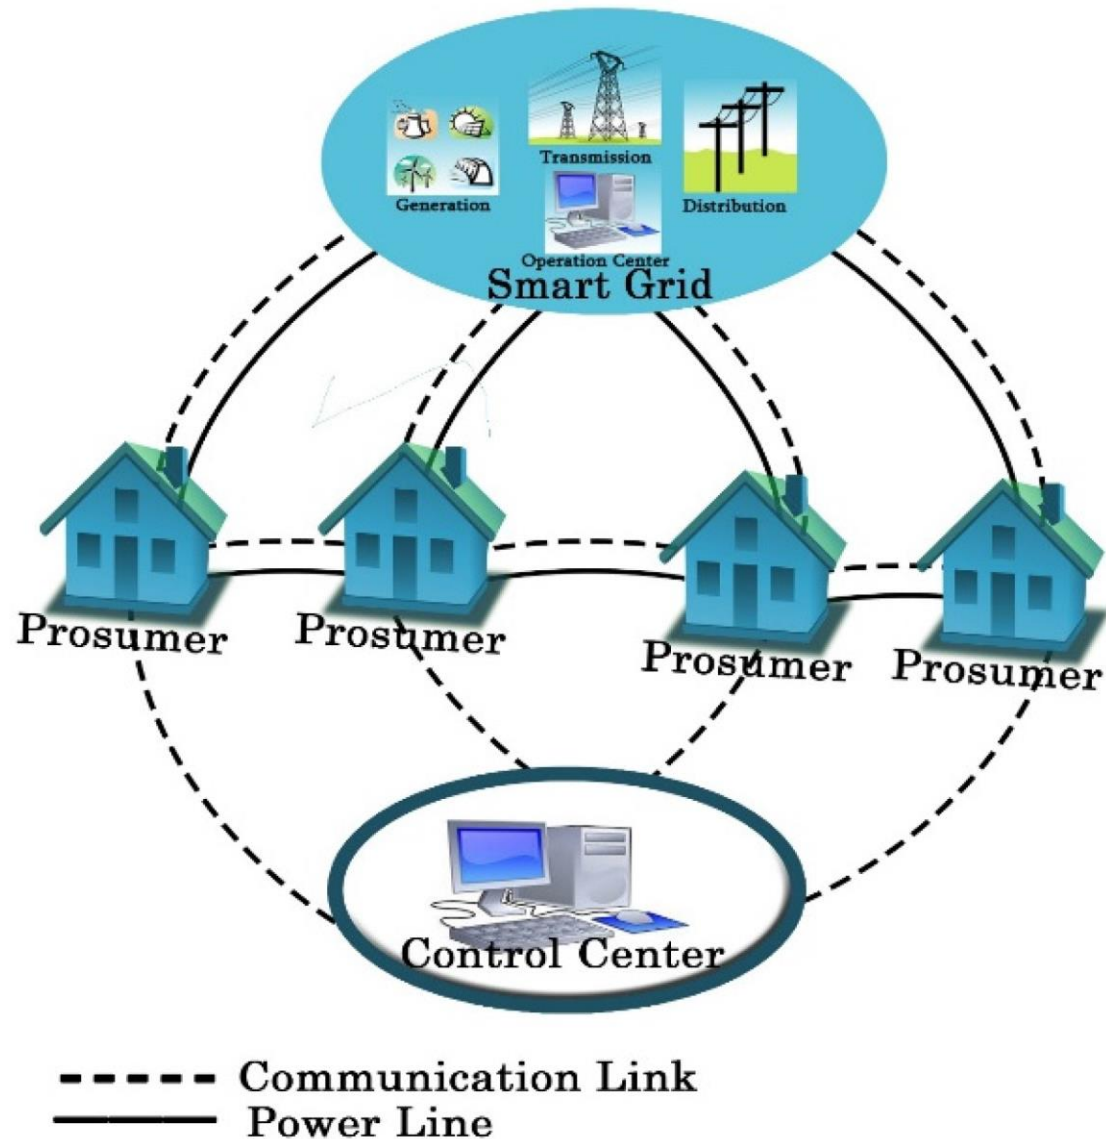 Transmission
Generation
Distribution
Operation Center
Smart Grid
Prosumer
Prosumer
Prosumer
Prosumer
Control Center
Communication Link
Power Line